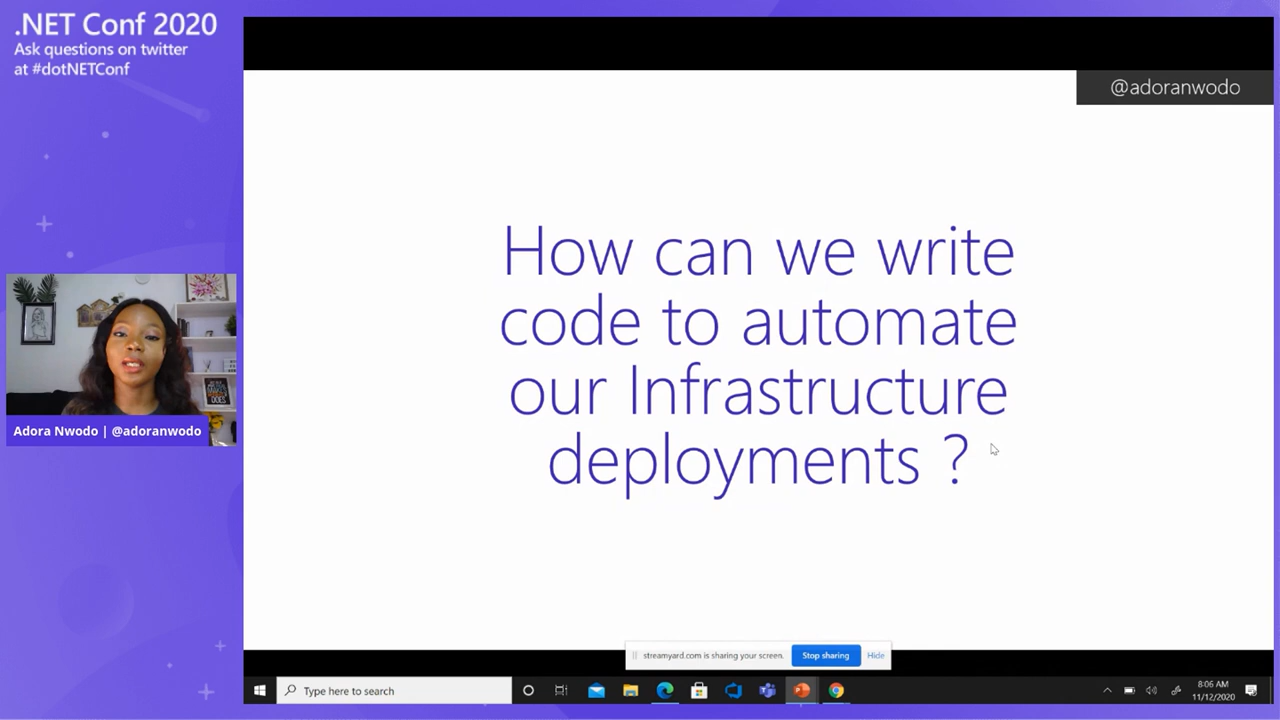 .NET Conf 2020
Ask questions on twitter
at #dotNETConf
@adoranwodo
How can we write
code to automate
our Infrastructure
deployments ?
Adora Nwodo | @adoranwodo
streamyard.com is sharing your screen.
Stop sharing
Hide
Type here to search
8:06 AM
11/12/2020